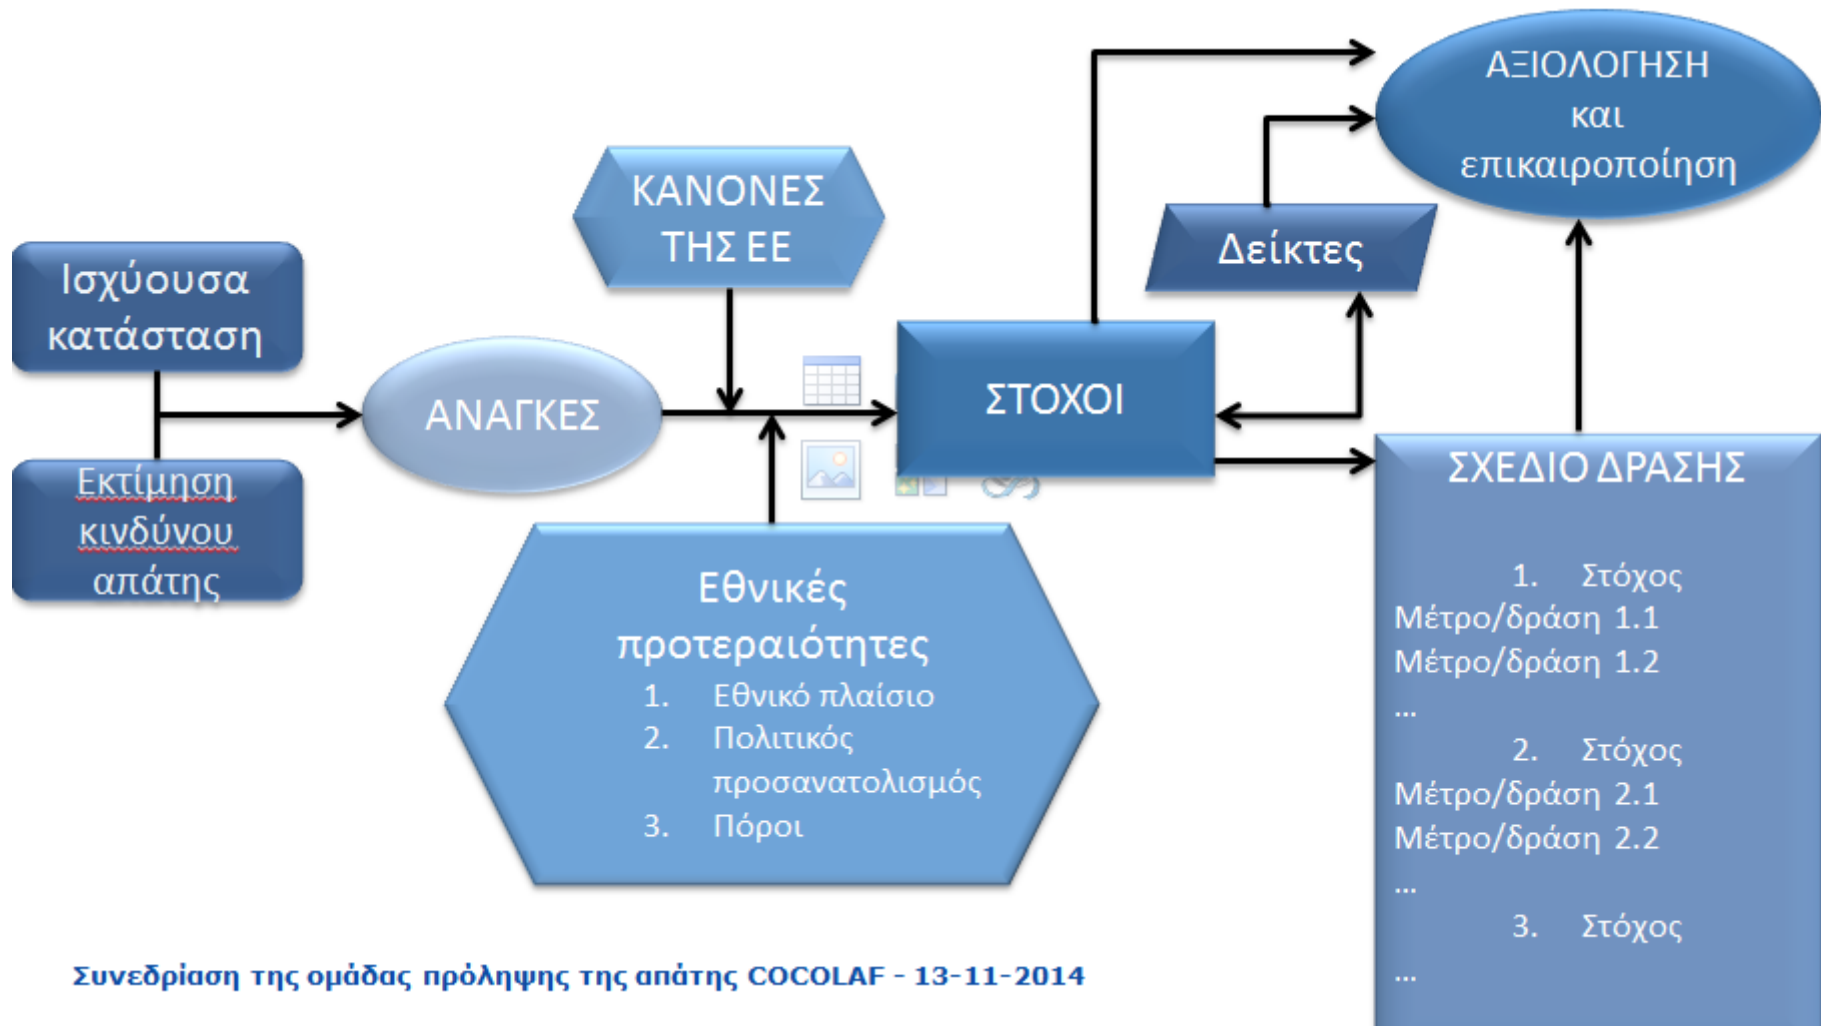 Ισχύουσα
κατάσταση
Εκτίμηση
κινδύνου
απάτης
ΑΝΑΓΚΕΣ
ΚΑΝΟΝΕΣ
ΤΗΣ ΕΕ
Εθνικές
προτεραιότητες
1. Εθνικό πλαίσιο
2. Πολιτικός
προσανατολισμός
3. Πόροι
ΣΤΟΧΟΙ
Δείκτες
ΑΞΙΟΛΟΓΗΣΗ
και
επικαιροποίηση
ΣΧΕΔΙΟ ΔΡΑΣΗΣ
1. Στόχος
Μέτρο/δράση 1.1
Μέτρο/δράση 1.2
...
2. Στόχος
Μέτρο/δράση 2.1
Μέτρο/δράση 2.2
...
3. Στόχος
...
Συνεδρίαση της ομάδας πρόληψης της απάτης COCOLAF - 13-11-2014